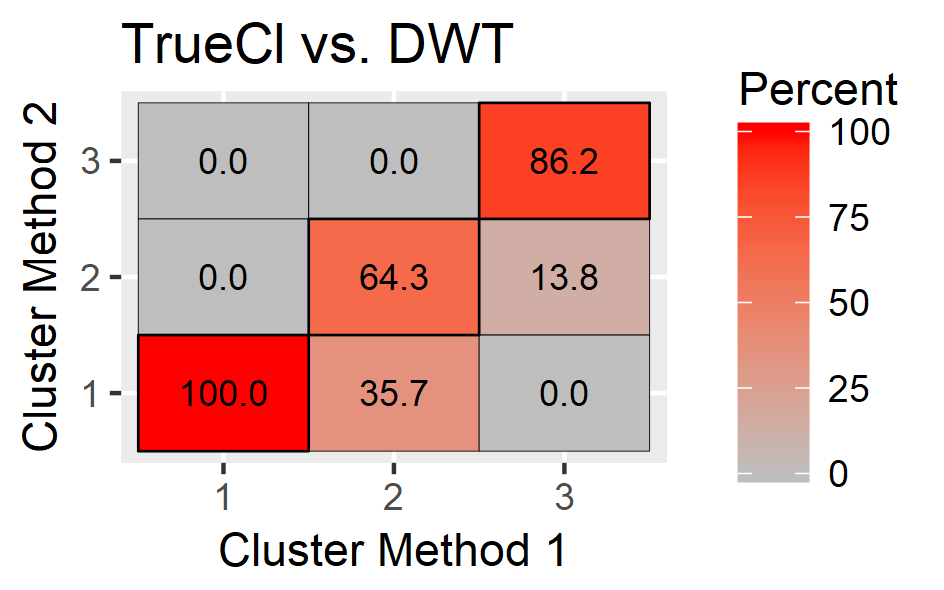 TrueCl vs. DWT
Cluster Method 2
3
0.0 0.0 86.2
2
0.0 64.3 13.8
1
100.0 35.7 0.0
1 2 3
Cluster Method 1
Percent
100
75
50
25
0